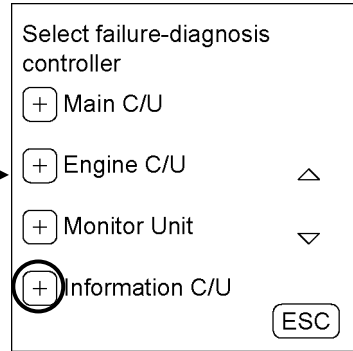 Select failure-diagnosis
controller
+ Main C/U
+ Engine C/U
+ Monitor Unit
+ Information C/U
ESC